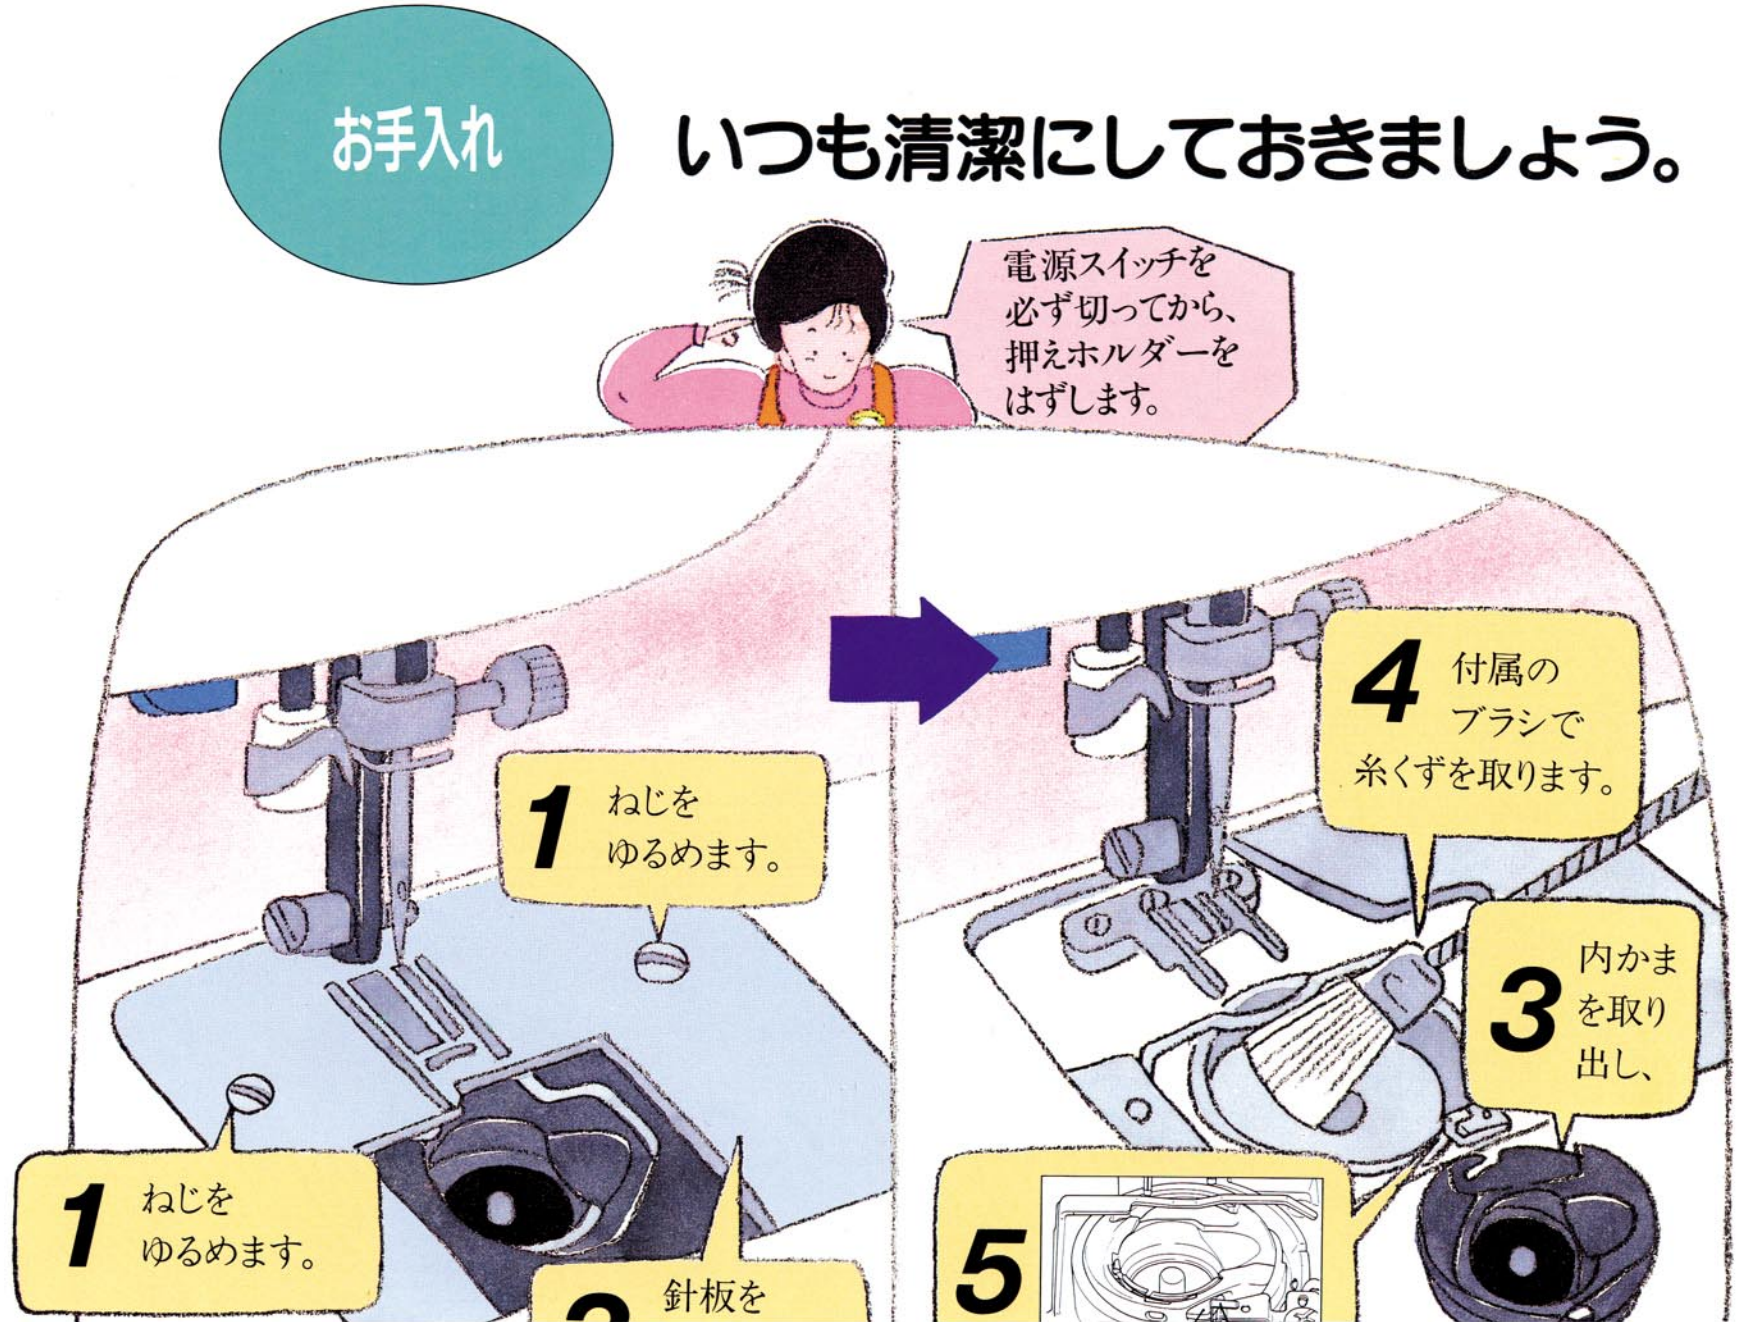 お手入れ
いつも清潔にしておきましょう。
電源スイッチを
必ず切ってから、
押えホルダーを
はずします。
1 ねじを
ゆるめます。
1 ねじを
ゆるめます。
針板を
3 内かま
を取り
出し、
4 付属の
ブラシで
糸くずを取ります。
5